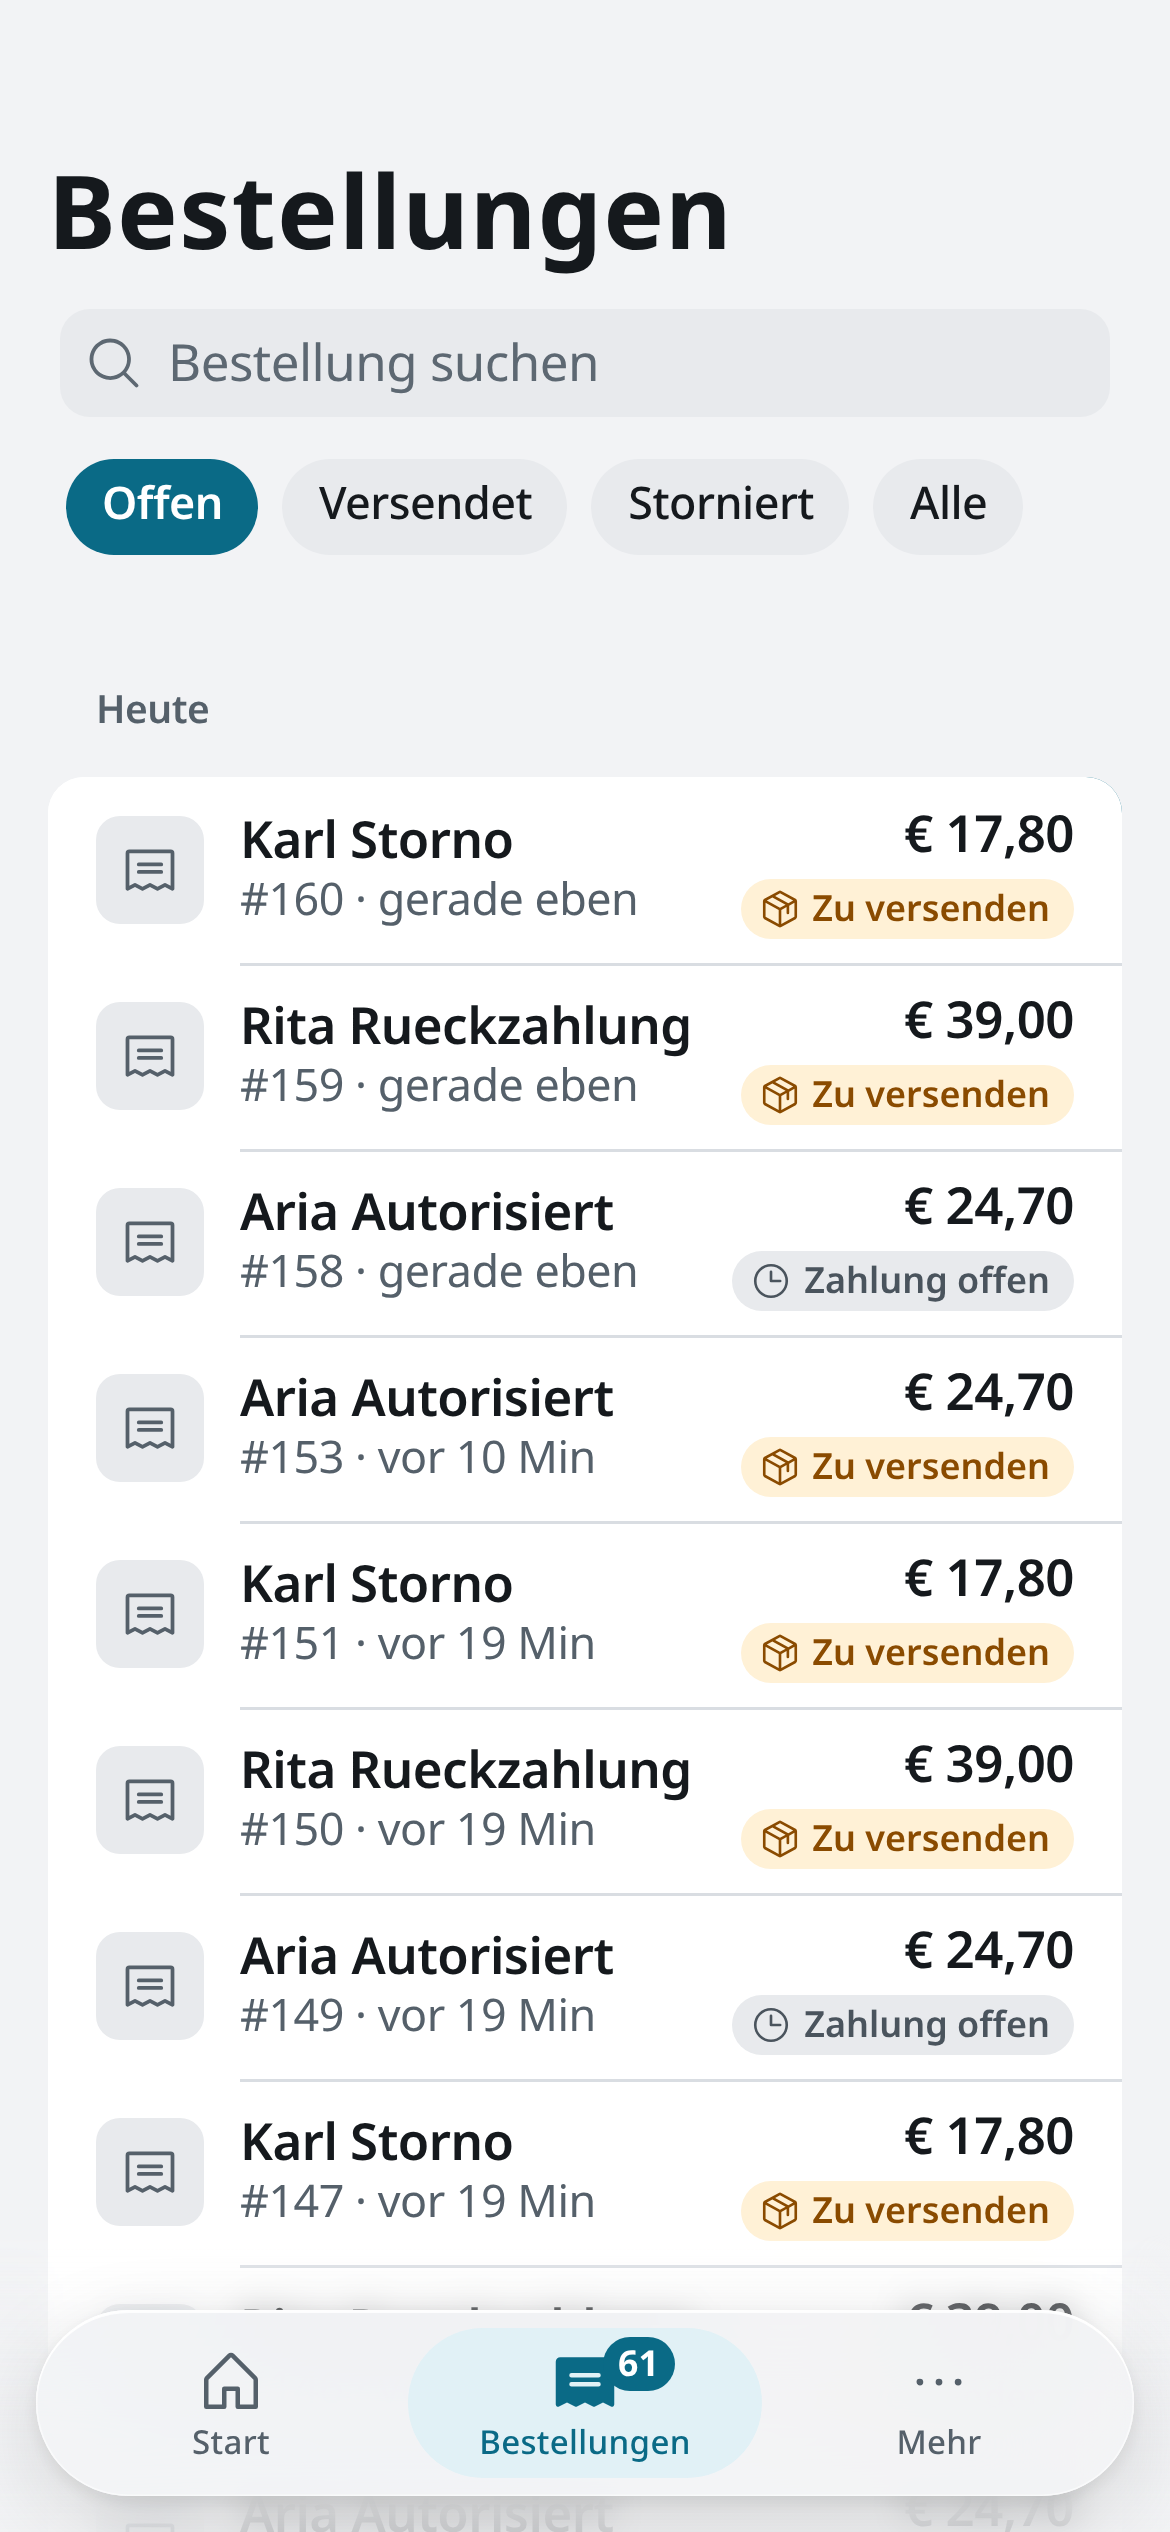 Bestellungen
Bestellung suchen
Offen Versendet Storniert Alle
Heute
Karl Storno € 17,80
#160 · gerade eben Zu versenden
Rita Rueckzahlung € 39,00
#159 · gerade eben Zu versenden
Aria Autorisiert € 24,70
#158 · gerade eben Zahlung offen
Aria Autorisiert € 24,70
#153 · vor 10 Min Zu versenden
Karl Storno € 17,80
#151 · vor 19 Min Zu versenden
Rita Rueckzahlung € 39,00
#150 · vor 19 Min Zu versenden
Aria Autorisiert € 24,70
#149 · vor 19 Min Zahlung offen
Karl Storno € 17,80
#147 · vor 19 Min Zu versenden
61
Start Bestellungen Mehr
Aria Autorisiert € 24,70